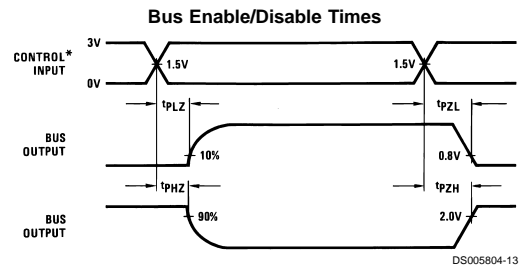 Bus Enable/Disable Times
3V
CONTROL*
INPUT
0V
1.5V
1.5V
tPLZ
tPZL
BUS
OUTPUT
10%
0.8V
tPHZ
tPZH
BUS
OUTPUT
90%
2.0V
DS005804-13